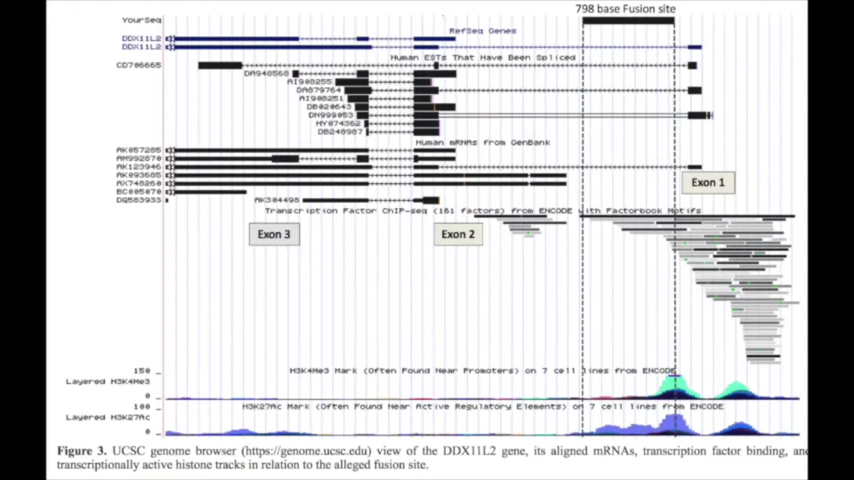 798 base Fusion site
YourSeq
RefSeq Genes
DDX11L2
DDX11L2
Human ESTs That Have Been Spliced
CD706665
DA948568
AI908255
DA879764
AI908251
DB020643
DN999053
HY074362
DB248987
Human mRNAs from GenBank
AK057285
AM992870
AK123946
AK093685
AX748260
BC005070
DQ583933
AK304498
Exon 1
Transcription Factor ChIP-seq (161 factors) from ENCODE with Factorbook Motifs
Exon 3
Exon 2
150
H3K4Me3 Mark (Often Found Near Promoters) on 7 cell lines from ENCODE
Layered H3K4Me3
0
100
H3K27Ac Mark (Often Found Near Active Regulatory Elements) on 7 cell lines from ENCODE
Layered H3K27Ac
0
Figure 3. UCSC genome browser (https://genome.ucsc.edu) view of the DDX11L2 gene, its aligned mRNAs, transcription factor binding, and
transcriptionally active histone tracks in relation to the alleged fusion site.